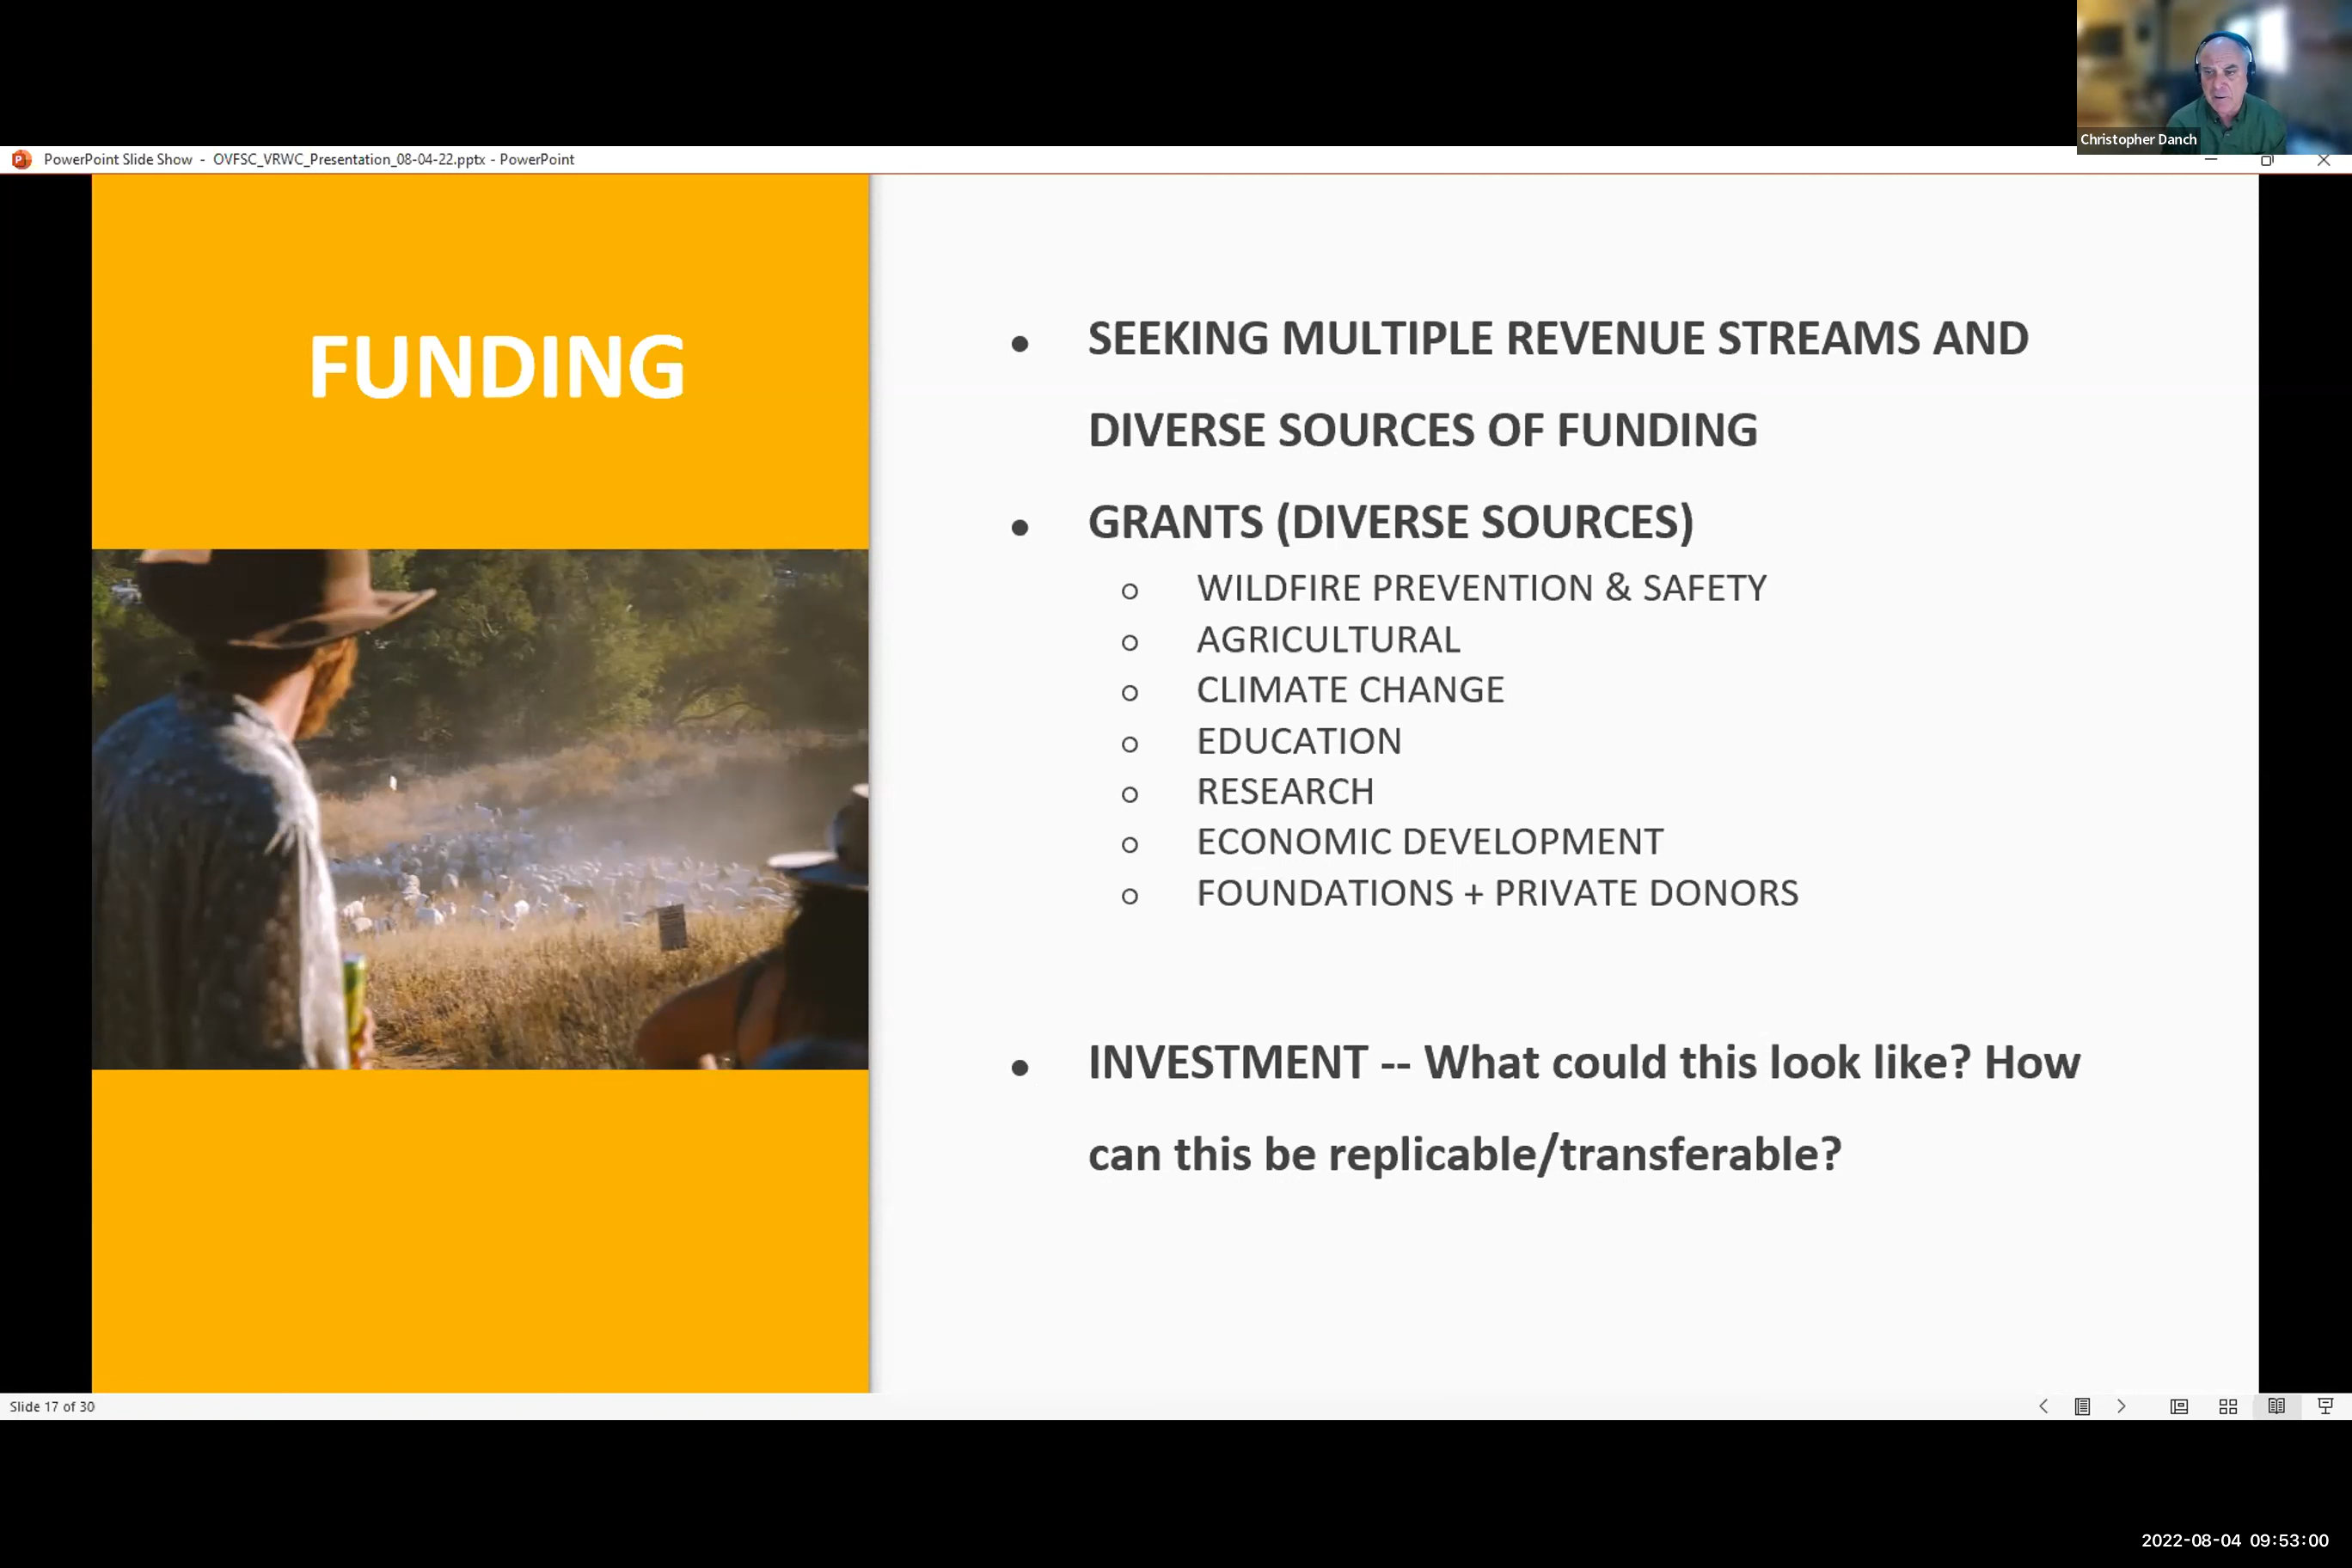 Christopher Danch
PowerPoint Slide Show - OVFSC_VRWC_Presentation_08-04-22.pptx - PowerPoint
FUNDING
• SEEKING MULTIPLE REVENUE STREAMS AND
DIVERSE SOURCES OF FUNDING
• GRANTS (DIVERSE SOURCES)
○ WILDFIRE PREVENTION & SAFETY
○ AGRICULTURAL
○ CLIMATE CHANGE
○ EDUCATION
○ RESEARCH
○ ECONOMIC DEVELOPMENT
○ FOUNDATIONS + PRIVATE DONORS
• INVESTMENT -- What could this look like? How
can this be replicable/transferable?
Slide 17 of 30
2022-08-04 09:53:00